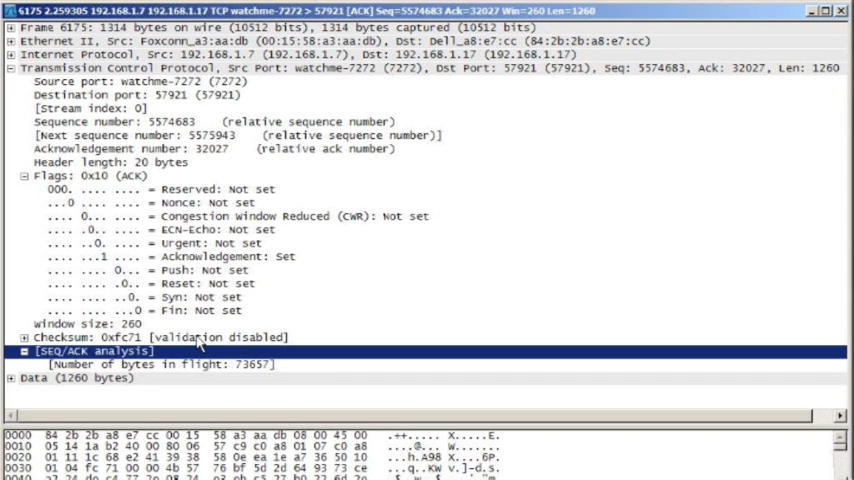 6175 2.259305 192.168.1.7 192.168.1.17 TCP watchme-7272 > 57921 [ACK] Seq=5574683 Ack=32027 Win=260 Len=1260
Frame 6175: 1314 bytes on wire (10512 bits), 1314 bytes captured (10512 bits)
Ethernet II, Src: Foxconn_a3:aa:db (00:15:58:a3:aa:db), Dst: Dell_a8:e7:cc (84:2b:2b:a8:e7:cc)
Internet Protocol, Src: 192.168.1.7 (192.168.1.7), Dst: 192.168.1.17 (192.168.1.17)
Transmission Control Protocol, Src Port: watchme-7272 (7272), Dst Port: 57921 (57921), Seq: 5574683, Ack: 32027, Len: 1260
Source port: watchme-7272 (7272)
Destination port: 57921 (57921)
[Stream index: 0]
Sequence number: 5574683 (relative sequence number)
[Next sequence number: 5575943 (relative sequence number)]
Acknowledgement number: 32027 (relative ack number)
Header length: 20 bytes
Flags: 0x10 (ACK)
000. .... .... = Reserved: Not set
...0 .... .... = Nonce: Not set
.... 0... .... = Congestion Window Reduced (CWR): Not set
.... .0.. .... = ECN-Echo: Not set
.... ..0. .... = Urgent: Not set
.... ...1 .... = Acknowledgement: Set
.... .... 0... = Push: Not set
.... .... .0.. = Reset: Not set
.... .... ..0. = Syn: Not set
.... .... ...0 = Fin: Not set
Window size: 260
Checksum: 0xfc71 [validation disabled]
[SEQ/ACK analysis]
[Number of bytes in flight: 73657]
Data (1260 bytes)
0000 84 2b 2b a8 e7 cc 00 15 58 a3 aa db 08 00 45 00 .++..... X.....E.
0010 05 14 1a b2 40 00 80 06 57 c9 c0 a8 01 07 c0 a8 ....@... W.......
0020 01 11 1c 68 e2 41 39 38 58 0e ea 1e a7 36 50 10 ...h.A98 X....6P.
0030 01 04 fc 71 00 00 4b 57 76 bf 5d 2d 64 93 73 ce ...q..KW v.]-d.s.